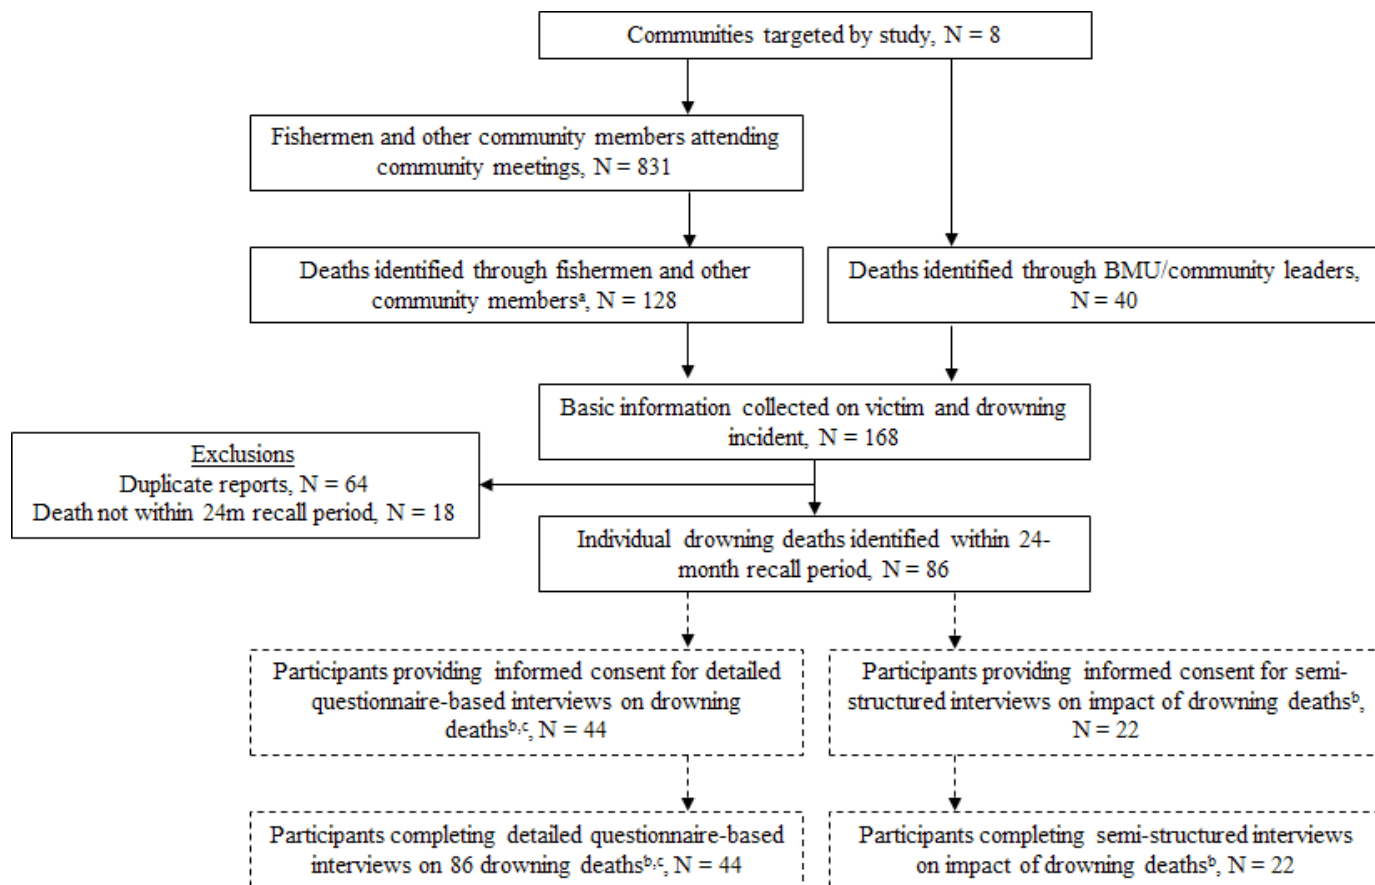 Communities targeted by study, N = 8
Fishermen and other community members attending
community meetings, N = 831
Deaths identified through fishermen and other
community membersᵃ, N = 128
Deaths identified through BMU/community leaders,
N = 40
Basic information collected on victim and drowning
incident, N = 168
Exclusions
Duplicate reports, N = 64
Death not within 24m recall period, N = 18
Individual drowning deaths identified within 24-
month recall period, N = 86
Participants providing informed consent for detailed
questionnaire-based interviews on drowning
deathsᵇ,ᶜ, N = 44
Participants providing informed consent for semi-
structured interviews on impact of drowning deathsᵇ,
N = 22
Participants completing detailed questionnaire-based
interviews on 86 drowning deathsᵇ,ᶜ, N = 44
Participants completing semi-structured interviews
on impact of drowning deathsᵇ, N = 22